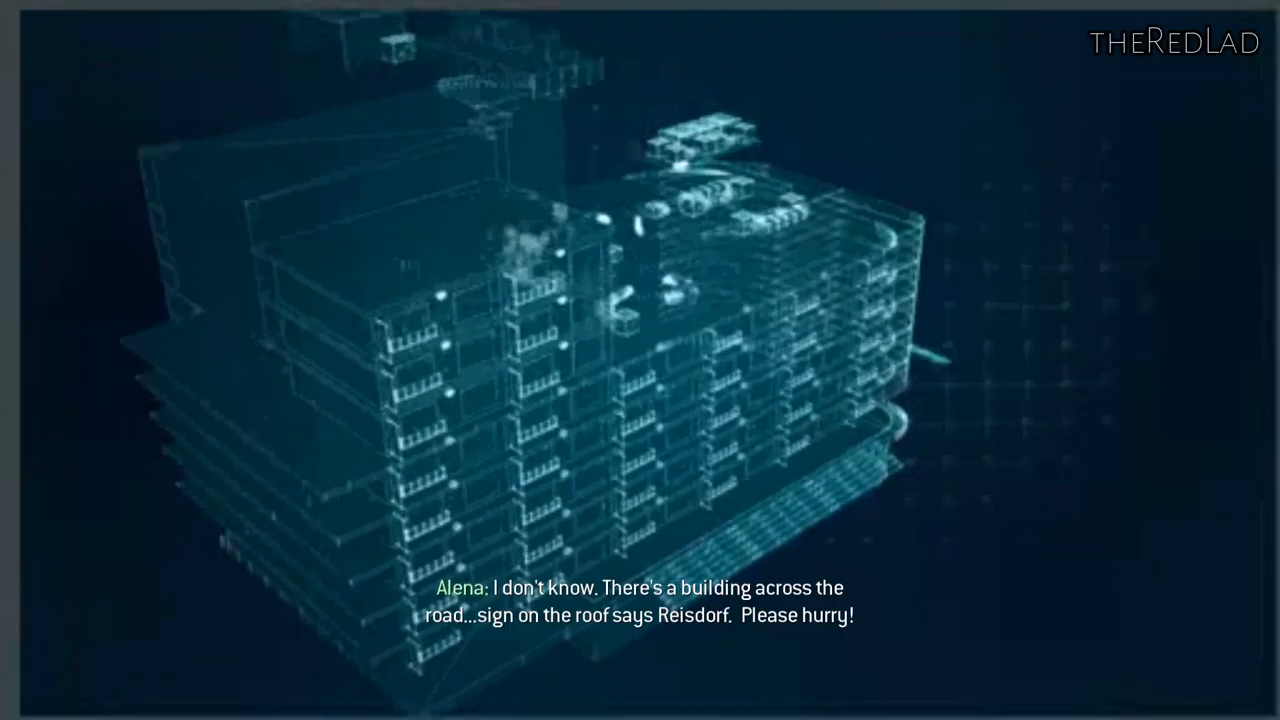 THEREDLAD
Alena: I don't know. There's a building across the
road...sign on the roof says Reisdorf.  Please hurry!